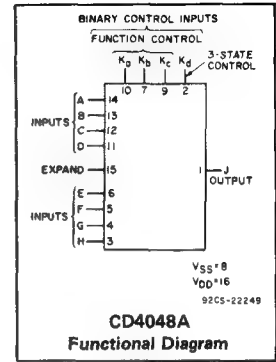 BINARY CONTROL INPUTS
FUNCTION CONTROL
Ka Kb Kc Kd
3-STATE
CONTROL
10 7 9 2
A 14
B 13
INPUTS
C 12
D 11
EXPAND 15
1 J
OUTPUT
E 6
INPUTS
F 5
G 4
H 3
VSS=8
VDD=16
92CS-22249
CD4048A
Functional Diagram